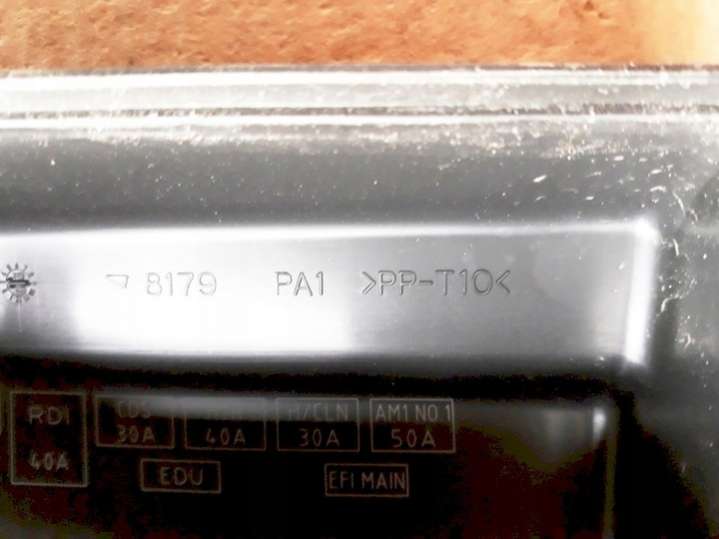 8179 PA1 >PP-T10<
RDI CDS H/CLN AM1 NO.1
40A 30A 40A 30A 50A
EDU EFI MAIN